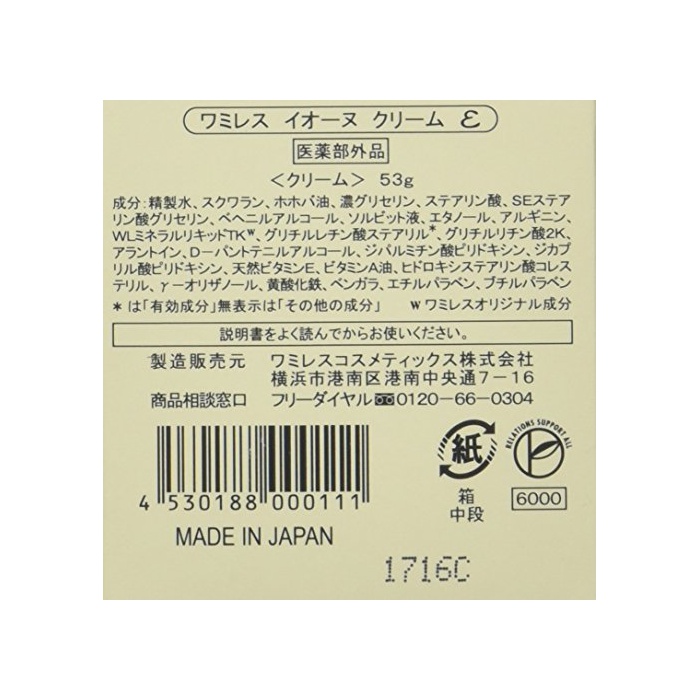 ワミレス イオーヌ クリーム ε
医薬部外品
＜クリーム＞ 53g
成分:精製水、スクワラン、ホホバ油、濃グリセリン、ステアリン酸、SEステア
リン酸グリセリン、ベヘニルアルコール、ソルビット液、エタノール、アルギニン、
WLミネラルリキッドTKw、グリチルレチン酸ステアリル*、グリチルリチン酸2K、
アラントイン、D-パントテニルアルコール、ジパルミチン酸ピリドキシン、ジカプ
リル酸ピリドキシン、天然ビタミンE、ビタミンA油、ヒドロキシステアリン酸コレス
テリル、γ-オリザノール、黄酸化鉄、ベンガラ、エチルパラベン、ブチルパラベン
*は「有効成分」無表示は「その他の成分」 wワミレスオリジナル成分
説明書をよく読んでからお使いください。
製造販売元 ワミレスコスメティックス株式会社
横浜市港南区港南中央通7-16
商品相談窓口 フリーダイヤル0120-66-0304
紙
箱
中段
RELATIONS SUPPORT ALL
6000
4 530188 000111
MADE IN JAPAN
1716C